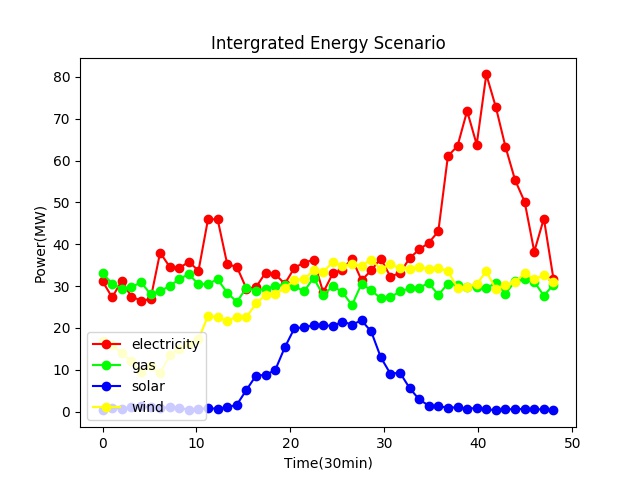 Intergrated Energy Scenario
Power(MW)
80
70
60
50
40
30
20
10
0
electricity
gas
solar
wind
0 10 20 30 40 50
Time(30min)